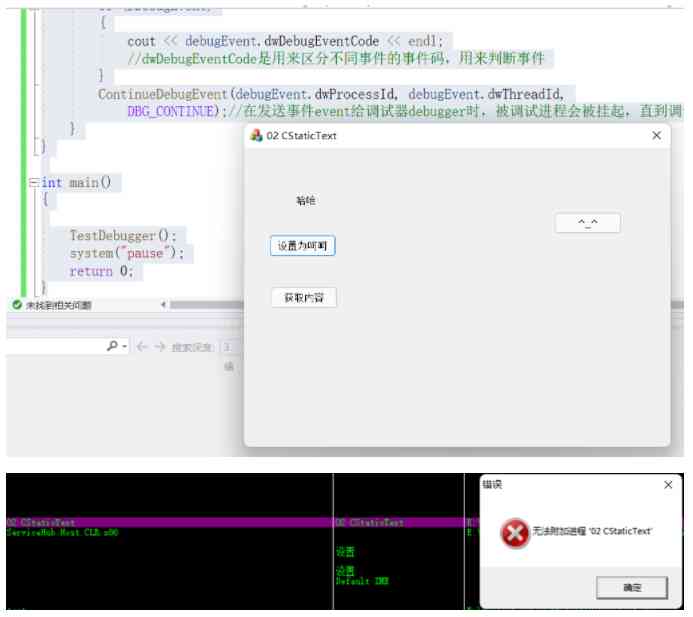 {
cout << debugEvent.dwDebugEventCode << endl;
//dwDebugEventCode是用来区分不同事件的事件码，用来判断事件
}
ContinueDebugEvent(debugEvent.dwProcessId, debugEvent.dwThreadId,
DBG_CONTINUE);//在发送事件event给调试器debugger时，被调试进程会被挂起，直到调
}
}
02 CStaticText
int main()
{
哈哈
^_^
TestDebugger();
设置为呵呵
system("pause");
return 0;
}
获取内容
未找到相关问题
搜索深度: 3
错误
02 CStaticText 02 CStaticText
ServiceHub.Host.CLR.x00
无法附加进程 '02 CStaticText'
设置
设置
Default IME
确定